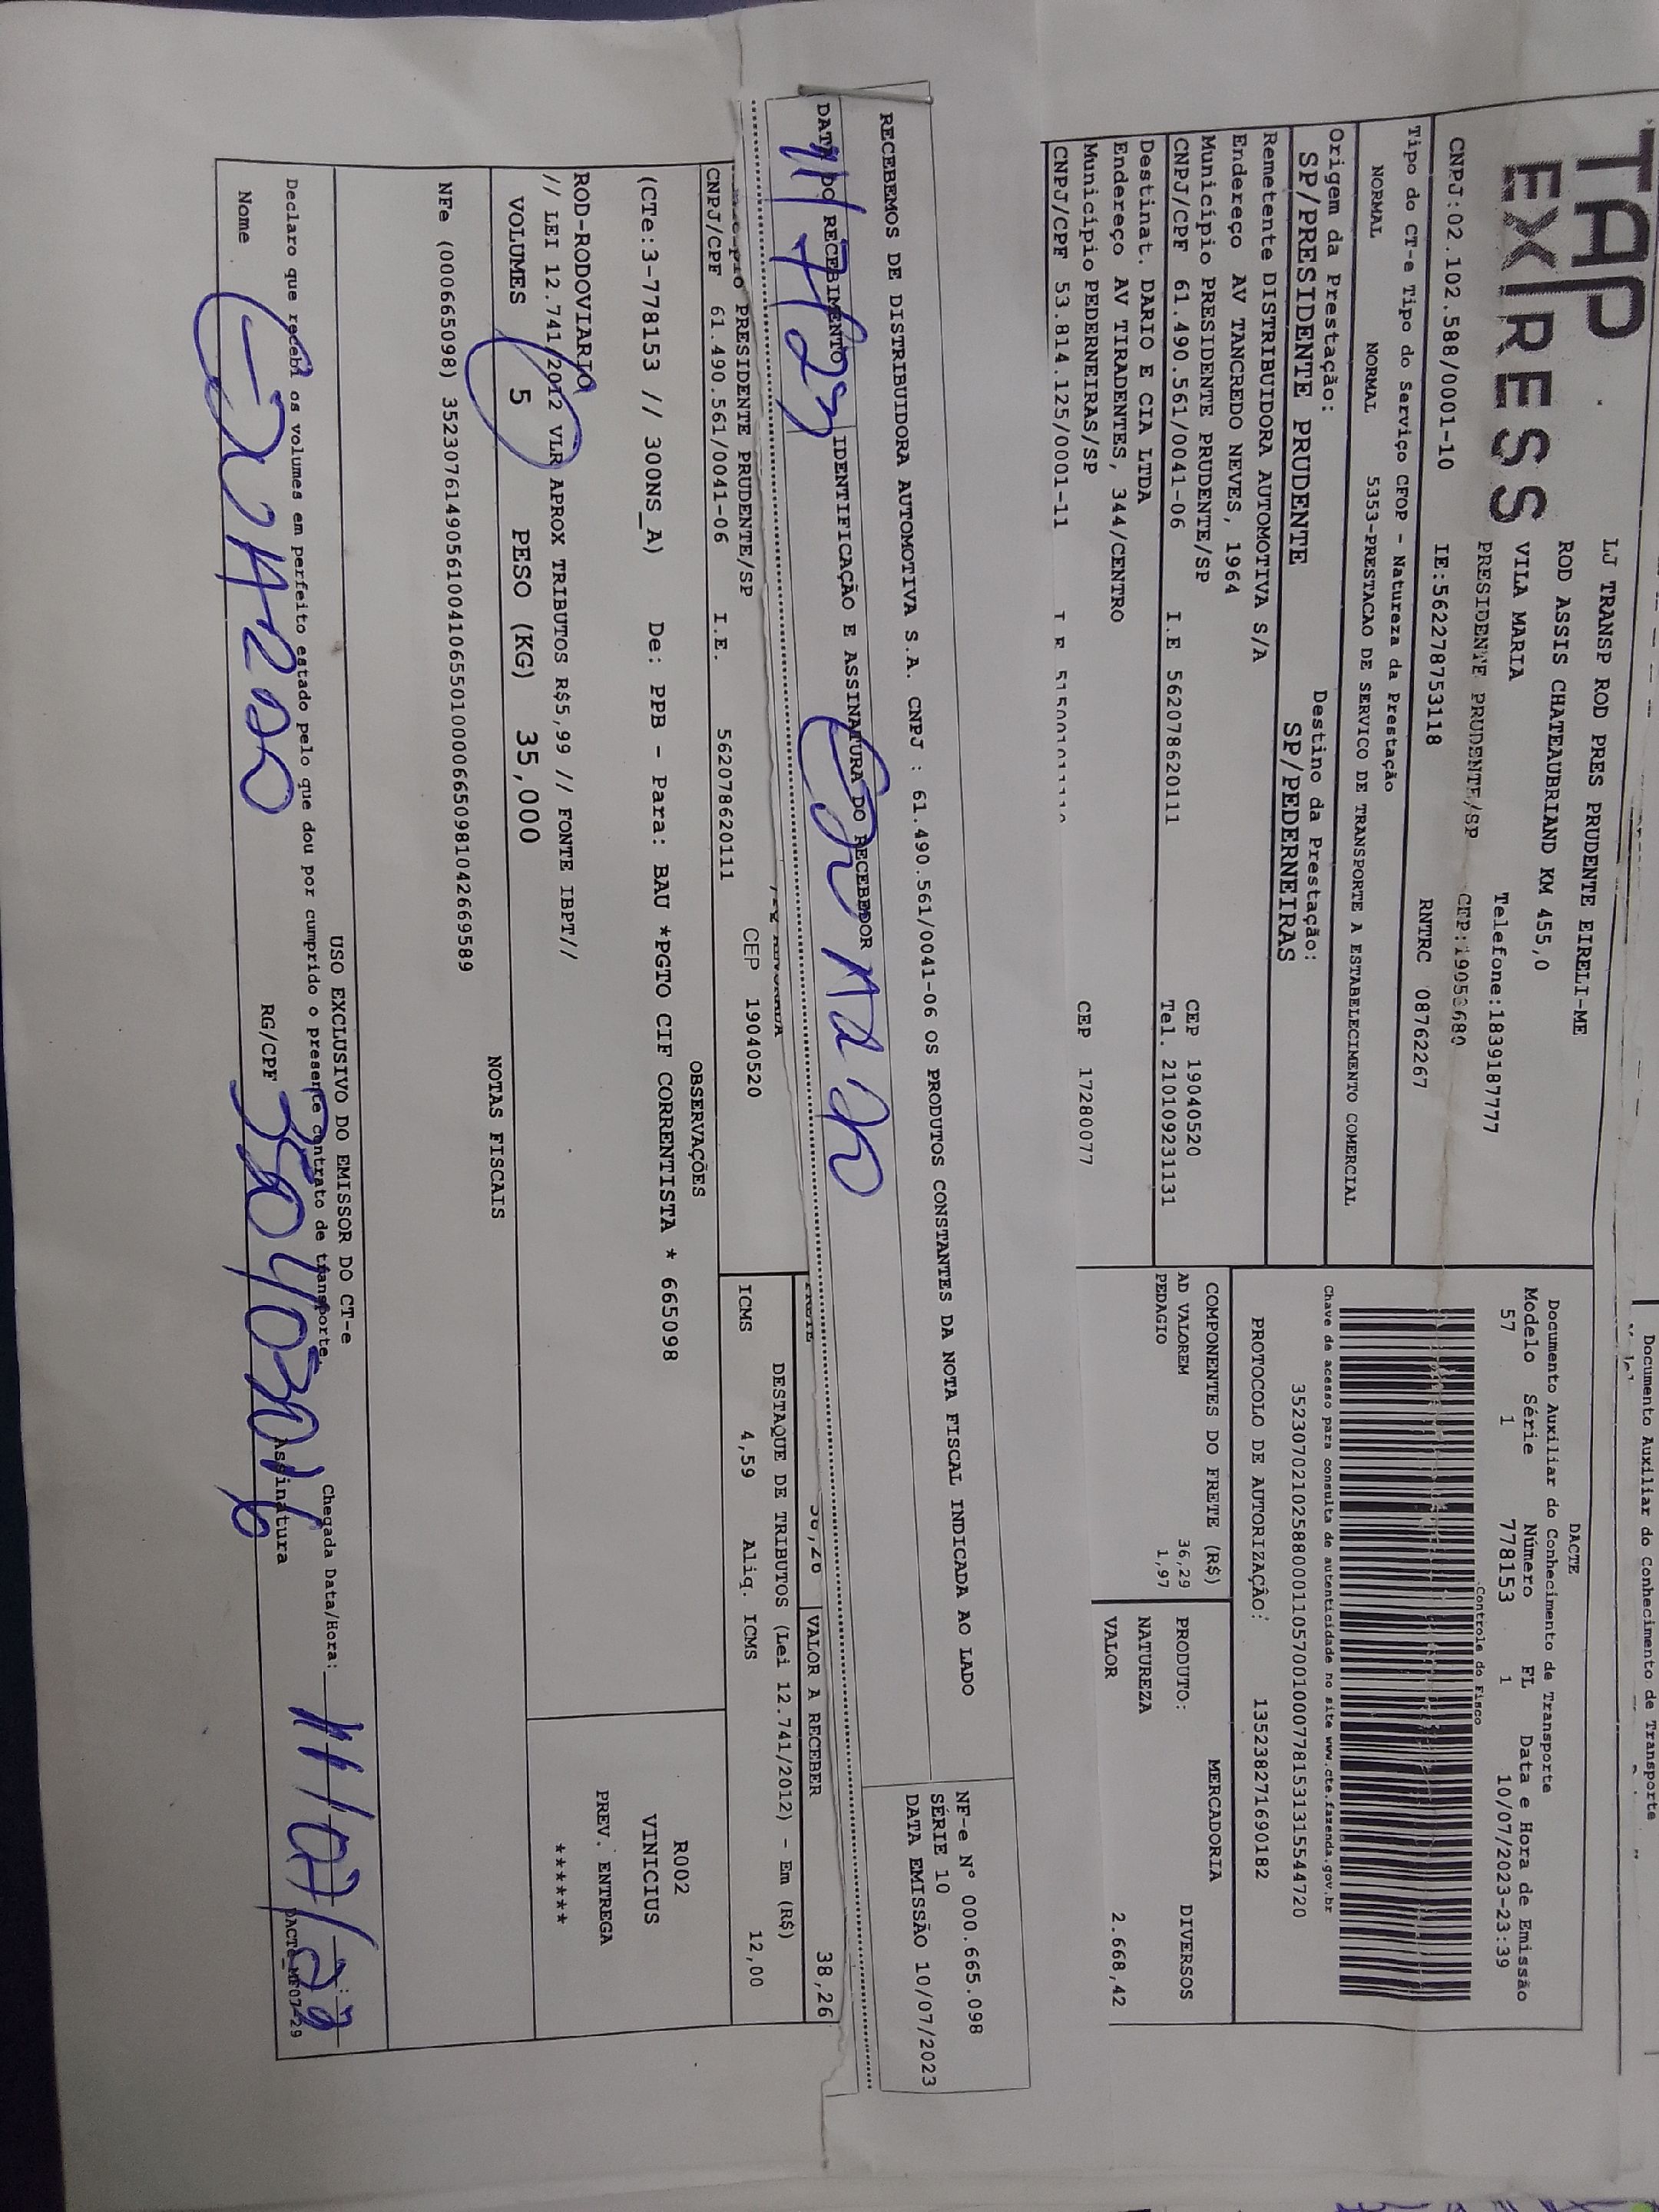 Documento Auxiliar do Conhecimento de Transporte
TAP
EXPRESS
LJ TRANSP ROD PRES PRUDENTE EIRELI-ME
ROD ASSIS CHATEAUBRIAND KM 455,0
VILA MARIA Telefone:1839187777
PRESIDENTE PRUDENTE/SP CEP:19053680
CNPJ:02.102.588/0001-10 IE:562278753118 RNTRC 08762267
DACTE
Documento Auxiliar do Conhecimento de Transporte
Modelo Série Número FL Data e Hora de Emissão
57 1 778153 1 10/07/2023-23:39
Controle do Fisco
Tipo do CT-e Tipo do Serviço CFOP - Natureza da Prestação
NORMAL NORMAL 5353-PRESTACAO DE SERVICO DE TRANSPORTE A ESTABELECIMENTO COMERCIAL
Chave de acesso para consulta de autenticidade no site www.cte.fazenda.gov.br
35230702102588000110570010007781531315544720
Origem da Prestação: Destino da Prestação:
SP/PRESIDENTE PRUDENTE SP/PEDERNEIRAS
PROTOCOLO DE AUTORIZAÇÃO: 135238271690182
Remetente DISTRIBUIDORA AUTOMOTIVA S/A
Endereço AV TANCREDO NEVES, 1964
Município PRESIDENTE PRUDENTE/SP CEP 19040520
CNPJ/CPF 61.490.561/0041-06 I.E 562078620111 Tel. 210109231131
COMPONENTES DO FRETE (R$)
AD VALOREM 36,29
PEDAGIO 1,97
MERCADORIA
PRODUTO: DIVERSOS
NATUREZA
VALOR 2.668,42
Destinat. DARIO E CIA LTDA
Endereço AV TIRADENTES, 344/CENTRO
Município PEDERNEIRAS/SP CEP 17280077
CNPJ/CPF 53.814.125/0001-11
RECEBEMOS DE DISTRIBUIDORA AUTOMOTIVA S.A. CNPJ : 61.490.561/0041-06 OS PRODUTOS CONSTANTES DA NOTA FISCAL INDICADA AO LADO
NF-e Nº 000.665.098
SÉRIE 10
DATA EMISSÃO 10/07/2023
DATA DO RECEBIMENTO IDENTIFICAÇÃO E ASSINATURA DO RECEBEDOR
11/7/23
VALOR A RECEBER 38,26
PRESIDENTE PRUDENTE/SP CEP 19040520
CNPJ/CPF 61.490.561/0041-06 I.E. 562078620111
DESTAQUE DE TRIBUTOS (Lei 12.741/2012) - Em (R$)
ICMS 4,59 Aliq. ICMS 12,00
OBSERVAÇÕES
(CTe:3-778153 // 300NS_A) De: PPB - Para: BAU *PGTO CIF CORRENTISTA * 665098
R002
VINICIUS
ROD-RODOVIARIO
// LEI 12.741/2012 VLR APROX TRIBUTOS R$5,99 // FONTE IBPT//
PREV. ENTREGA
******
VOLUMES 5 PESO (KG) 35,000
NOTAS FISCAIS
NFe (000665098) 35230761490561004106550100006650981042669589
USO EXCLUSIVO DO EMISSOR DO CT-e
Declaro que recebi os volumes em perfeito estado pelo que dou por cumprido o presente contrato de transporte.
Chegada Data/Hora: 11/07/23
Nome RG/CPF Assinatura